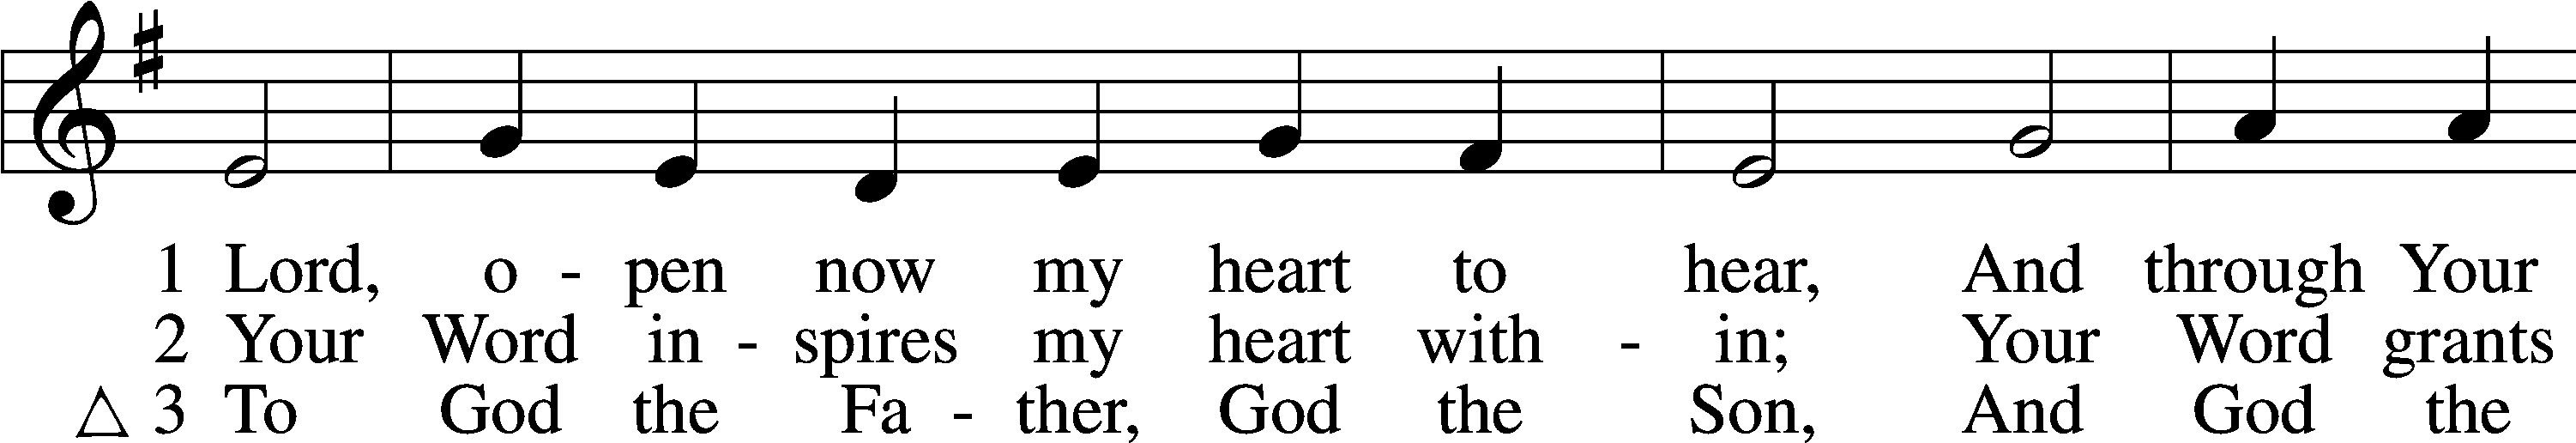 1 Lord, o - pen now my heart to hear, And through Your
2 Your Word in - spires my heart with - in; Your Word grants
△ 3 To God the Fa - ther, God the Son, And God the